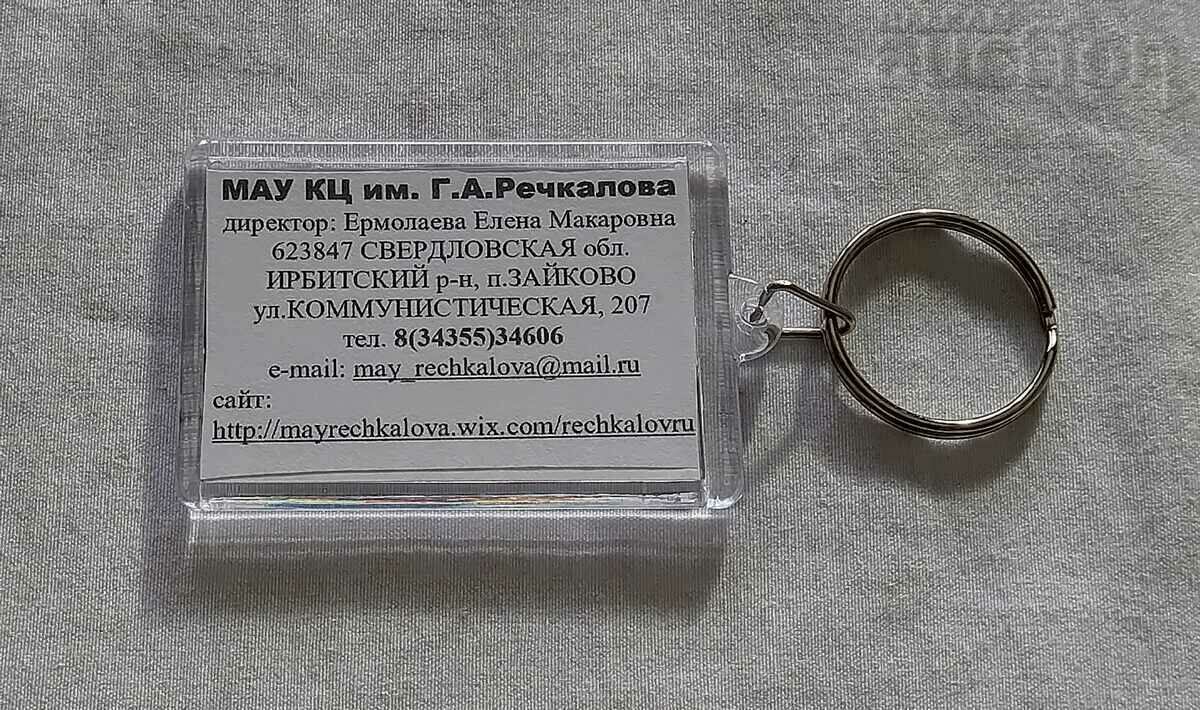 МАУ КЦ им. Г.А.Речкалова
директор: Ермолаева Елена Макаровна
623847 СВЕРДЛОВСКАЯ обл.
ИРБИТСКИЙ р-н, п.ЗАЙКОВО
ул.КОММУНИСТИЧЕСКАЯ, 207
тел. 8(34355)34606
e-mail: may_rechkalova@mail.ru
сайт:
http://mayrechkalova.wix.com/rechkalovru